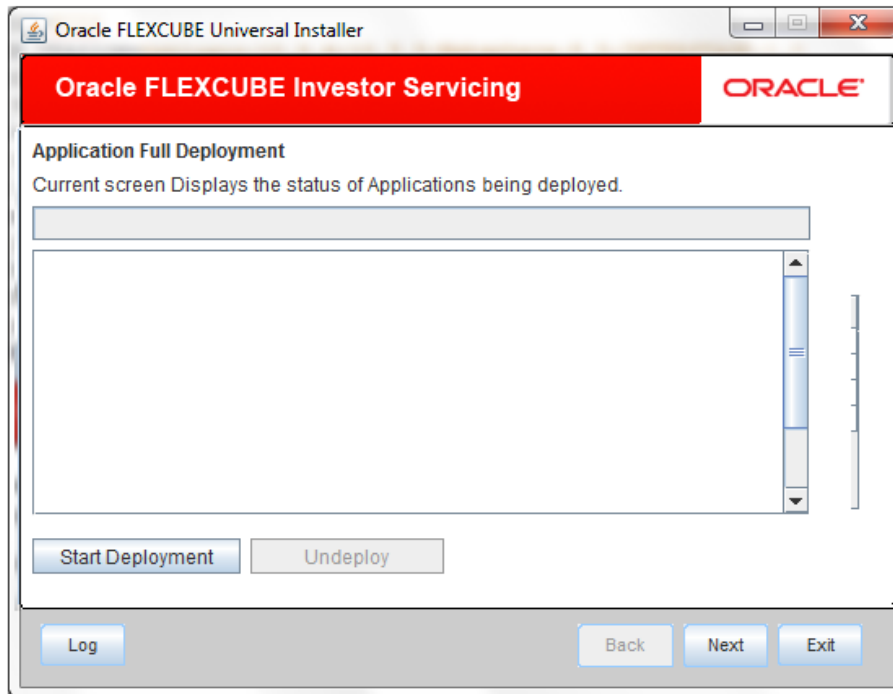 Oracle FLEXCUBE Universal Installer
Oracle FLEXCUBE Investor Servicing
ORACLE®
Application Full Deployment
Current screen Displays the status of Applications being deployed.
Start Deployment Undeploy
Log Back Next Exit